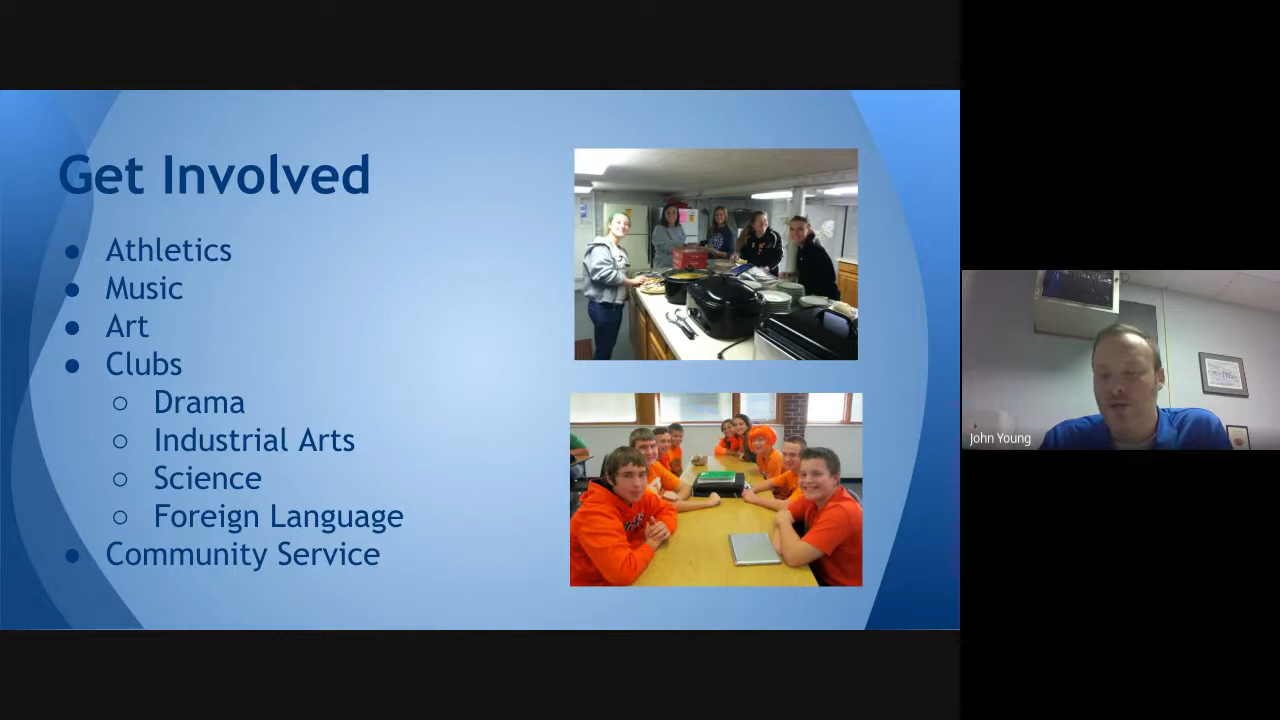 Get Involved
● Athletics
● Music
● Art
● Clubs
○ Drama
○ Industrial Arts
○ Science
○ Foreign Language
● Community Service
John Young